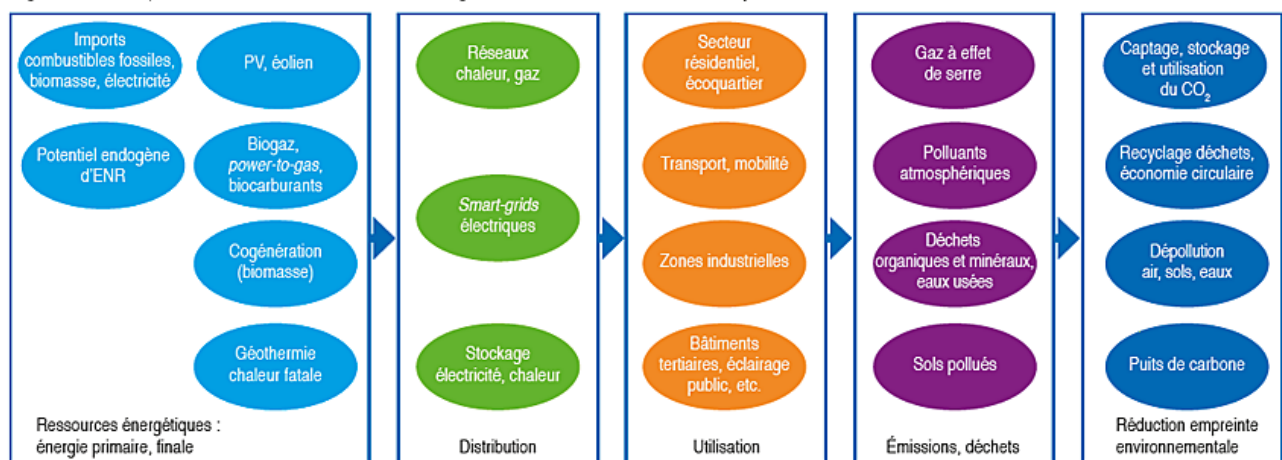 Imports
combustibles fossiles,
biomasse, électricité
PV, éolien
Potentiel endogène
d'ENR
Biogaz,
power-to-gas,
biocarburants
Cogénération
(biomasse)
Géothermie
chaleur fatale
Ressources énergétiques :
énergie primaire, finale
Réseaux
chaleur, gaz
Smart-grids
électriques
Stockage
électricité, chaleur
Distribution
Secteur
résidentiel,
écoquartier
Transport, mobilité
Zones industrielles
Bâtiments
tertiaires, éclairage
public, etc.
Utilisation
Gaz à effet
de serre
Polluants
atmosphériques
Déchets
organiques et minéraux,
eaux usées
Sols pollués
Émissions, déchets
Captage, stockage
et utilisation
du CO₂
Recyclage déchets,
économie circulaire
Dépollution
air, sols, eaux
Puits de carbone
Réduction empreinte
environnementale